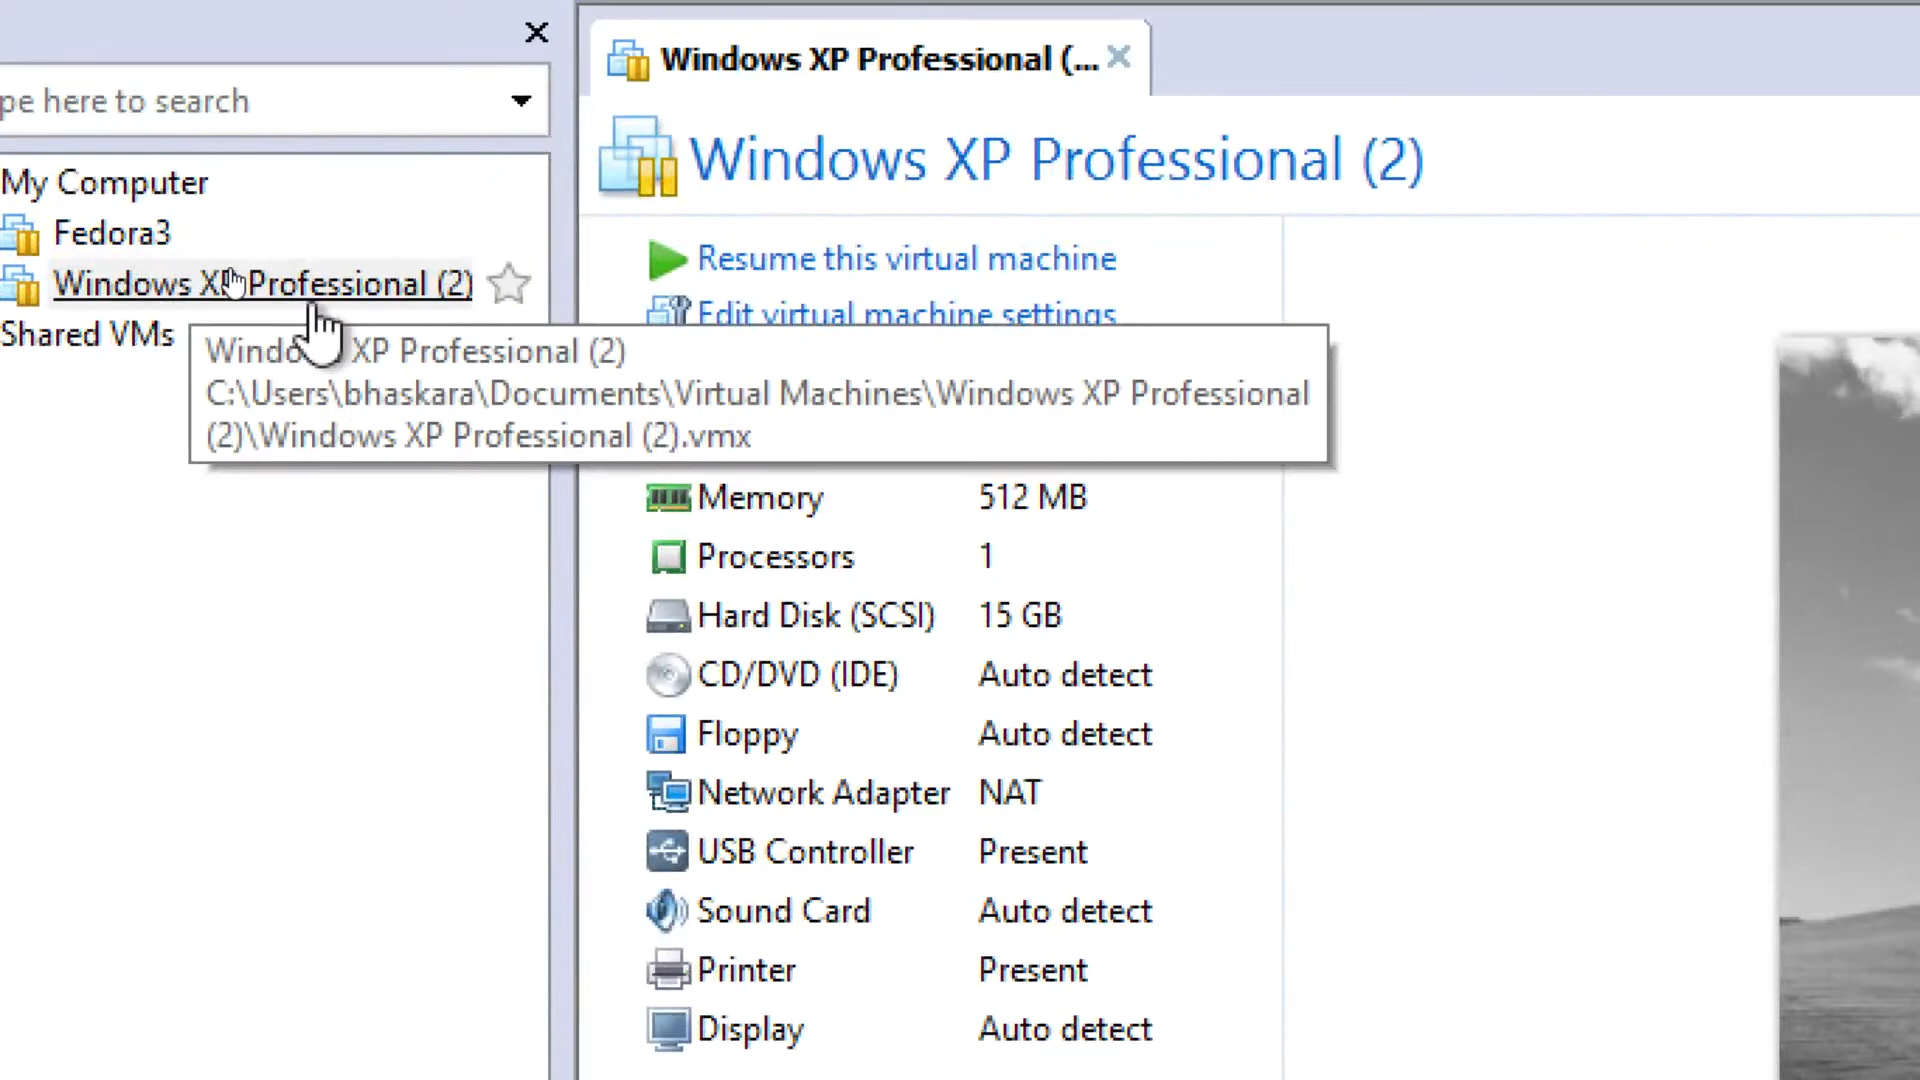 pe here to search
My Computer
Fedora3
Windows XP Professional (2)
Shared VMs
Windows XP Professional (...
Windows XP Professional (2)
Resume this virtual machine
Edit virtual machine settings
XP Professional (2)
C:\Users\bhaskara\Documents\Virtual Machines\Windows XP Professional
(2)\Windows XP Professional (2).vmx
Memory 512 MB
Processors 1
Hard Disk (SCSI) 15 GB
CD/DVD (IDE) Auto detect
Floppy Auto detect
Network Adapter NAT
USB Controller Present
Sound Card Auto detect
Printer Present
Display Auto detect